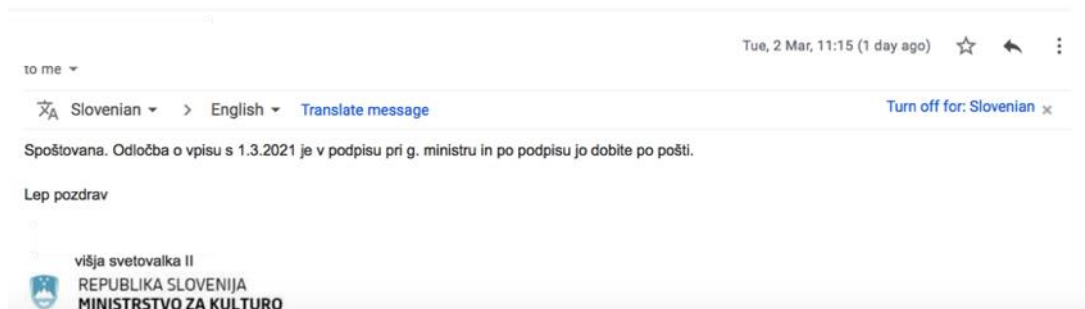 Tue, 2 Mar, 11:15 (1 day ago)
to me
Slovenian > English Translate message Turn off for: Slovenian ×
Spoštovana. Odločba o vpisu s 1.3.2021 je v podpisu pri g. ministru in po podpisu jo dobite po pošti.
Lep pozdrav
višja svetovalka II
REPUBLIKA SLOVENIJA
MINISTRSTVO ZA KULTURO